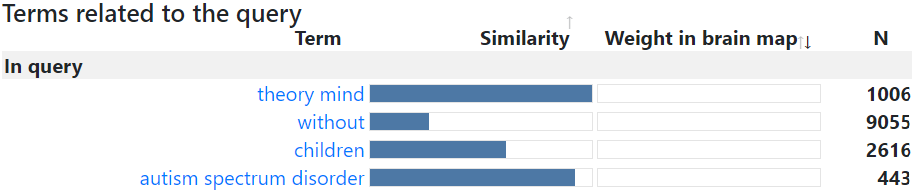 Terms related to the query
Term Similarity↑ Weight in brain map↑↓ N
In query
theory mind 1006
without 9055
children 2616
autism spectrum disorder 443